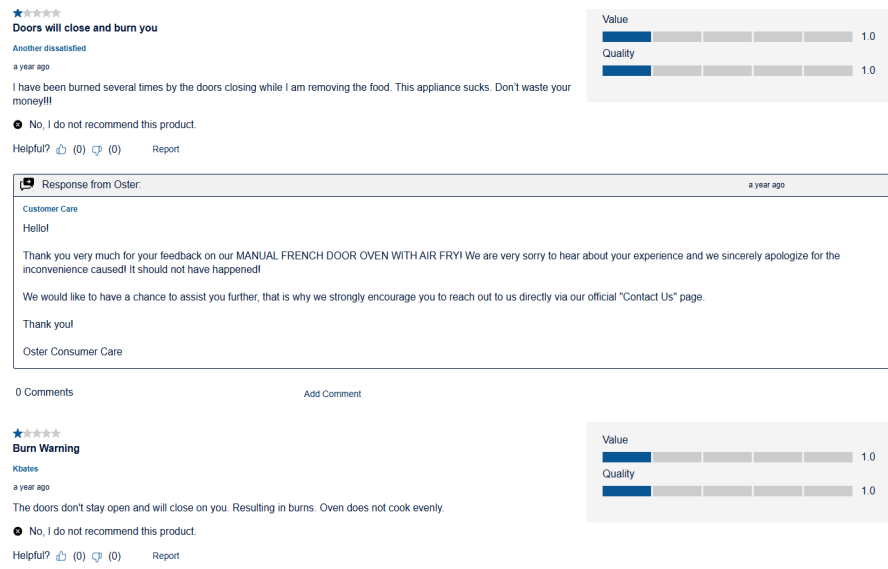 Doors will close and burn you
Another dissatisfied
a year ago
I have been burned several times by the doors closing while I am removing the food. This appliance sucks. Don't waste your
money!!!
No, I do not recommend this product.
Helpful? (0) (0) Report
Value
1.0
Quality
1.0
Response from Oster: a year ago
Customer Care
Hello!
Thank you very much for your feedback on our MANUAL FRENCH DOOR OVEN WITH AIR FRY! We are very sorry to hear about your experience and we sincerely apologize for the
inconvenience caused! It should not have happened!
We would like to have a chance to assist you further, that is why we strongly encourage you to reach out to us directly via our official "Contact Us" page.
Thank you!
Oster Consumer Care
0 Comments Add Comment
Burn Warning
Kbates
a year ago
The doors don't stay open and will close on you. Resulting in burns. Oven does not cook evenly.
No, I do not recommend this product.
Helpful? (0) (0) Report
Value
1.0
Quality
1.0